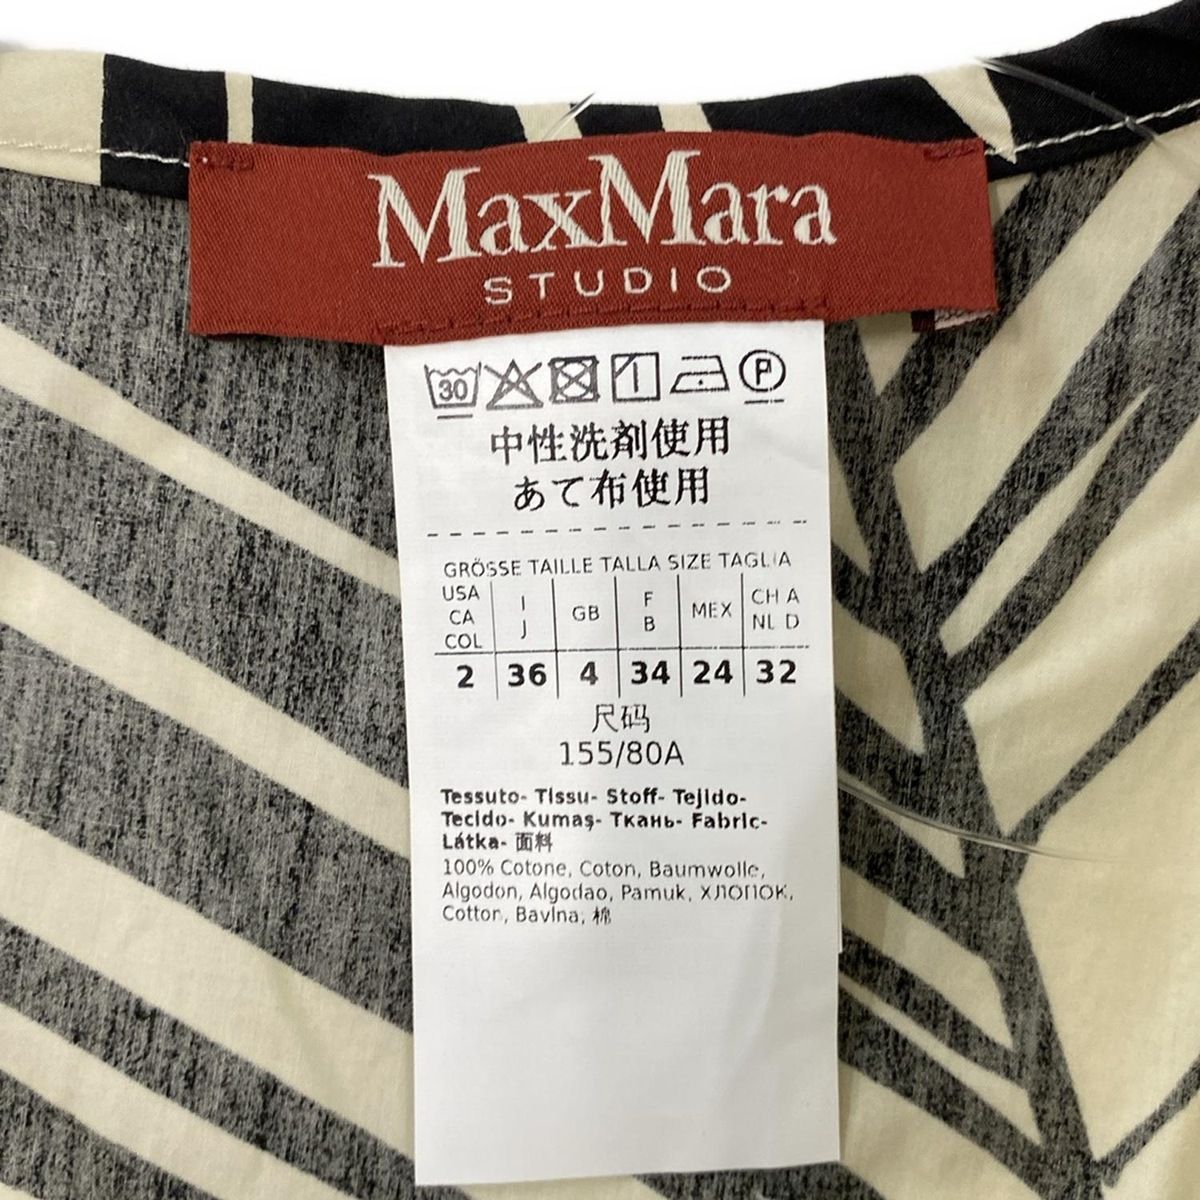 MaxMara
STUDIO
30 P
中性洗剤使用
あて布使用
GRÖSSE TAILLE TALLA SIZE TAGLIA
USA CA COL | I J | GB | F B | MEX | CH A NL D
2 | 36 | 4 | 34 | 24 | 32
尺码
155/80A
Tessuto- Tissu- Stoff- Tejido-
Tecido- Kumaş- Ткань- Fabric-
Látka- 面料
100% Cotone, Coton, Baumwolle,
Algodon, Algodao, Pamuk, ХЛОПОК,
Cotton, Bavlna, 棉